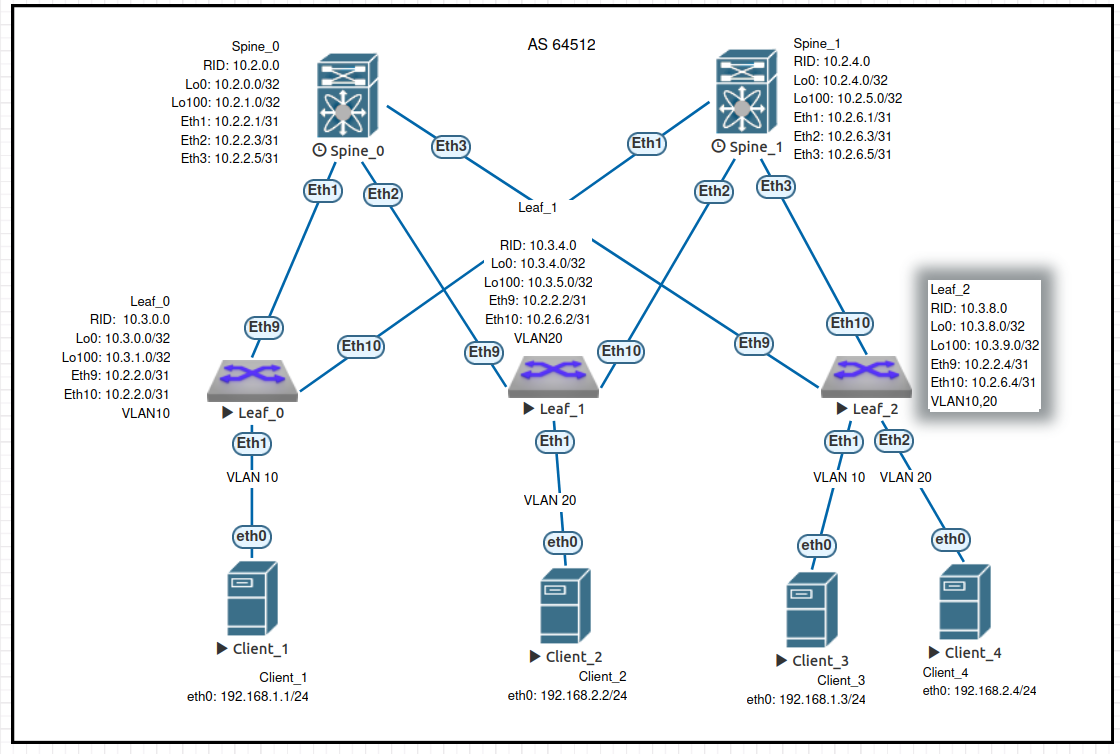 AS 64512
Spine_0
RID: 10.2.0.0
Lo0: 10.2.0.0/32
Lo100: 10.2.1.0/32
Eth1: 10.2.2.1/31
Eth2: 10.2.2.3/31
Eth3: 10.2.2.5/31
Spine_0
Spine_1
RID: 10.2.4.0
Lo0: 10.2.4.0/32
Lo100: 10.2.5.0/32
Eth1: 10.2.6.1/31
Eth2: 10.2.6.3/31
Eth3: 10.2.6.5/31
Spine_1
Eth3
Eth1
Eth1
Eth2
Eth2
Eth3
Leaf_1
RID: 10.3.4.0
Lo0: 10.3.4.0/32
Lo100: 10.3.5.0/32
Eth9: 10.2.2.2/31
Eth10: 10.2.6.2/31
VLAN20
Leaf_0
RID: 10.3.0.0
Lo0: 10.3.0.0/32
Lo100: 10.3.1.0/32
Eth9: 10.2.2.0/31
Eth10: 10.2.2.0/31
VLAN10
Leaf_2
RID: 10.3.8.0
Lo0: 10.3.8.0/32
Lo100: 10.3.9.0/32
Eth9: 10.2.2.4/31
Eth10: 10.2.6.4/31
VLAN10,20
Eth9
Eth10
Eth9
Eth10
Eth9
Eth10
Leaf_0
Leaf_1
Leaf_2
Eth1
Eth1
Eth1
Eth2
VLAN 10
VLAN 20
VLAN 10
VLAN 20
eth0
eth0
eth0
eth0
Client_1
Client_2
Client_3
Client_4
Client_1
eth0: 192.168.1.1/24
Client_2
eth0: 192.168.2.2/24
Client_3
eth0: 192.168.1.3/24
Client_4
eth0: 192.168.2.4/24